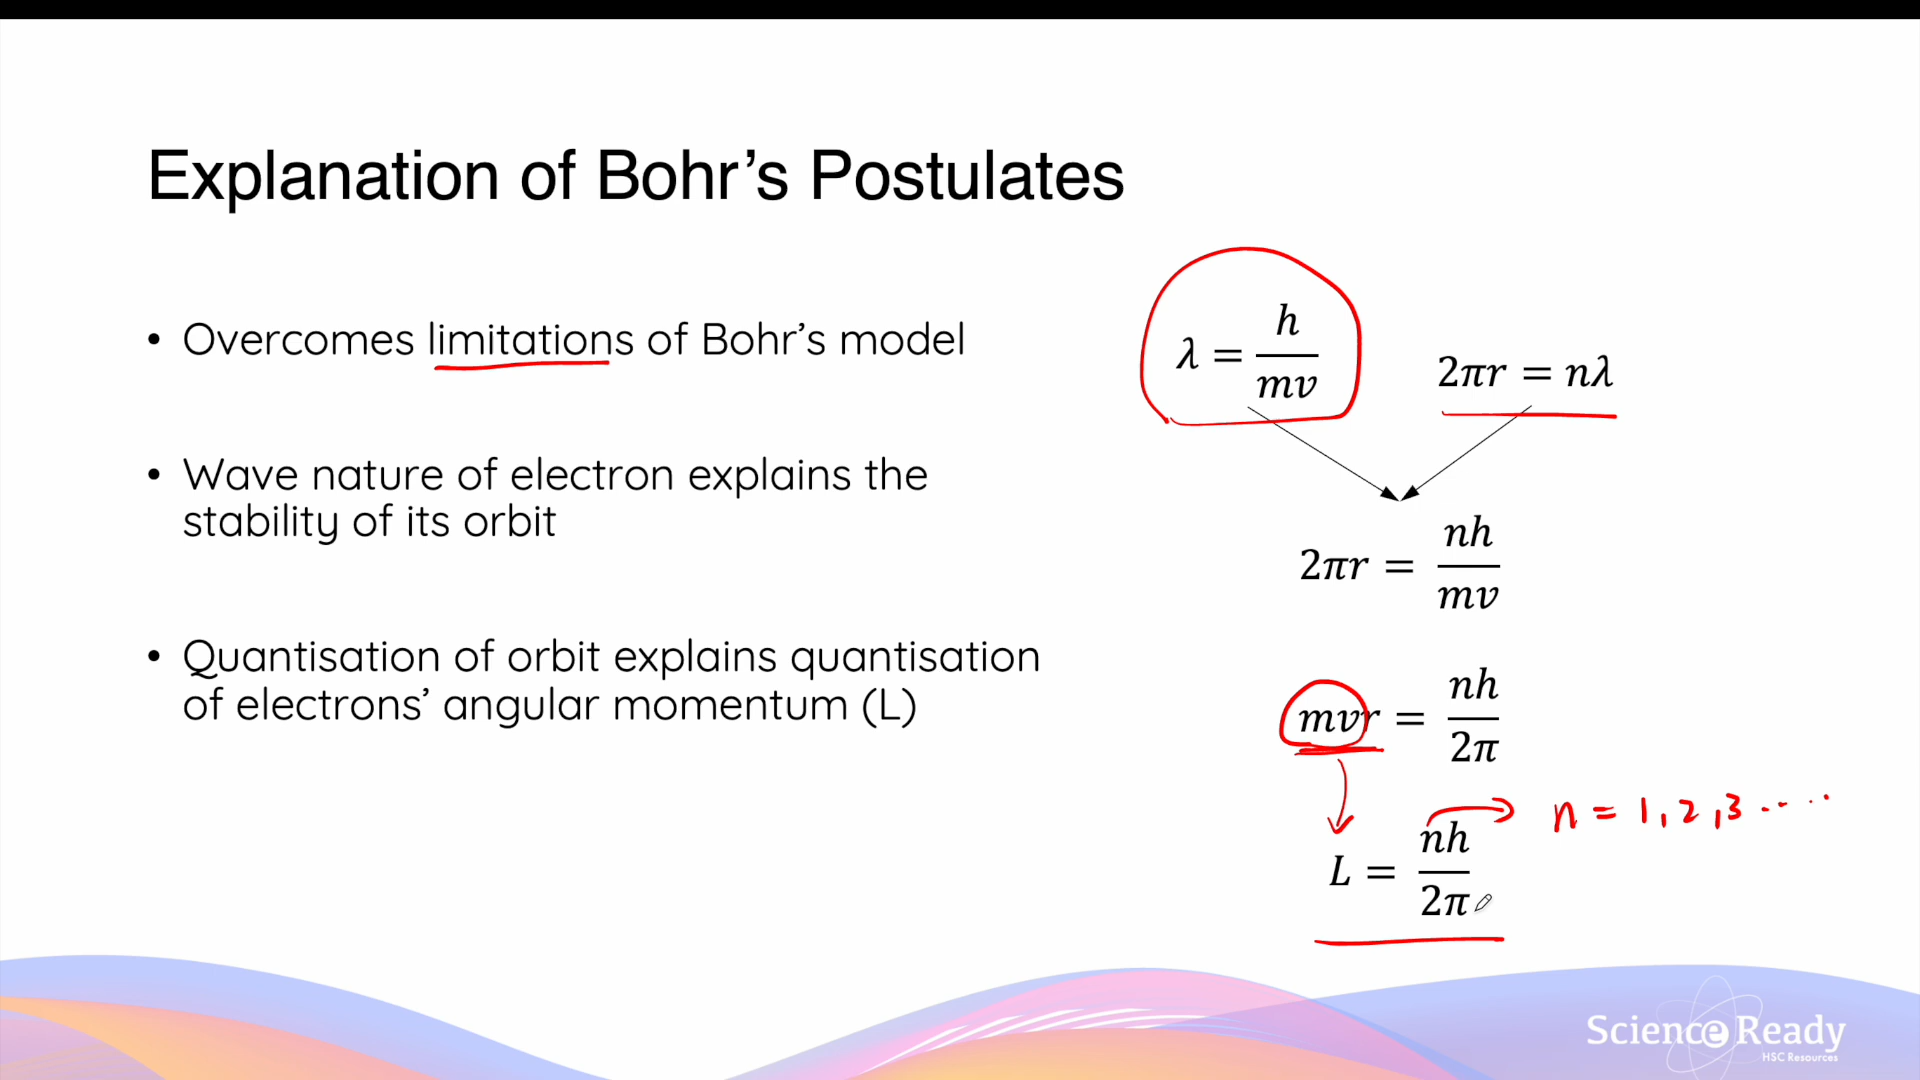 Explanation of Bohr’s Postulates
• Overcomes limitations of Bohr’s model
• Wave nature of electron explains the
stability of its orbit
• Quantisation of orbit explains quantisation
of electrons’ angular momentum (L)
λ = h/mv
2πr = nλ
2πr = nh/mv
mvr = nh/2π
L = nh/2π
n = 1, 2, 3 ....
Science Ready
HSC Resources